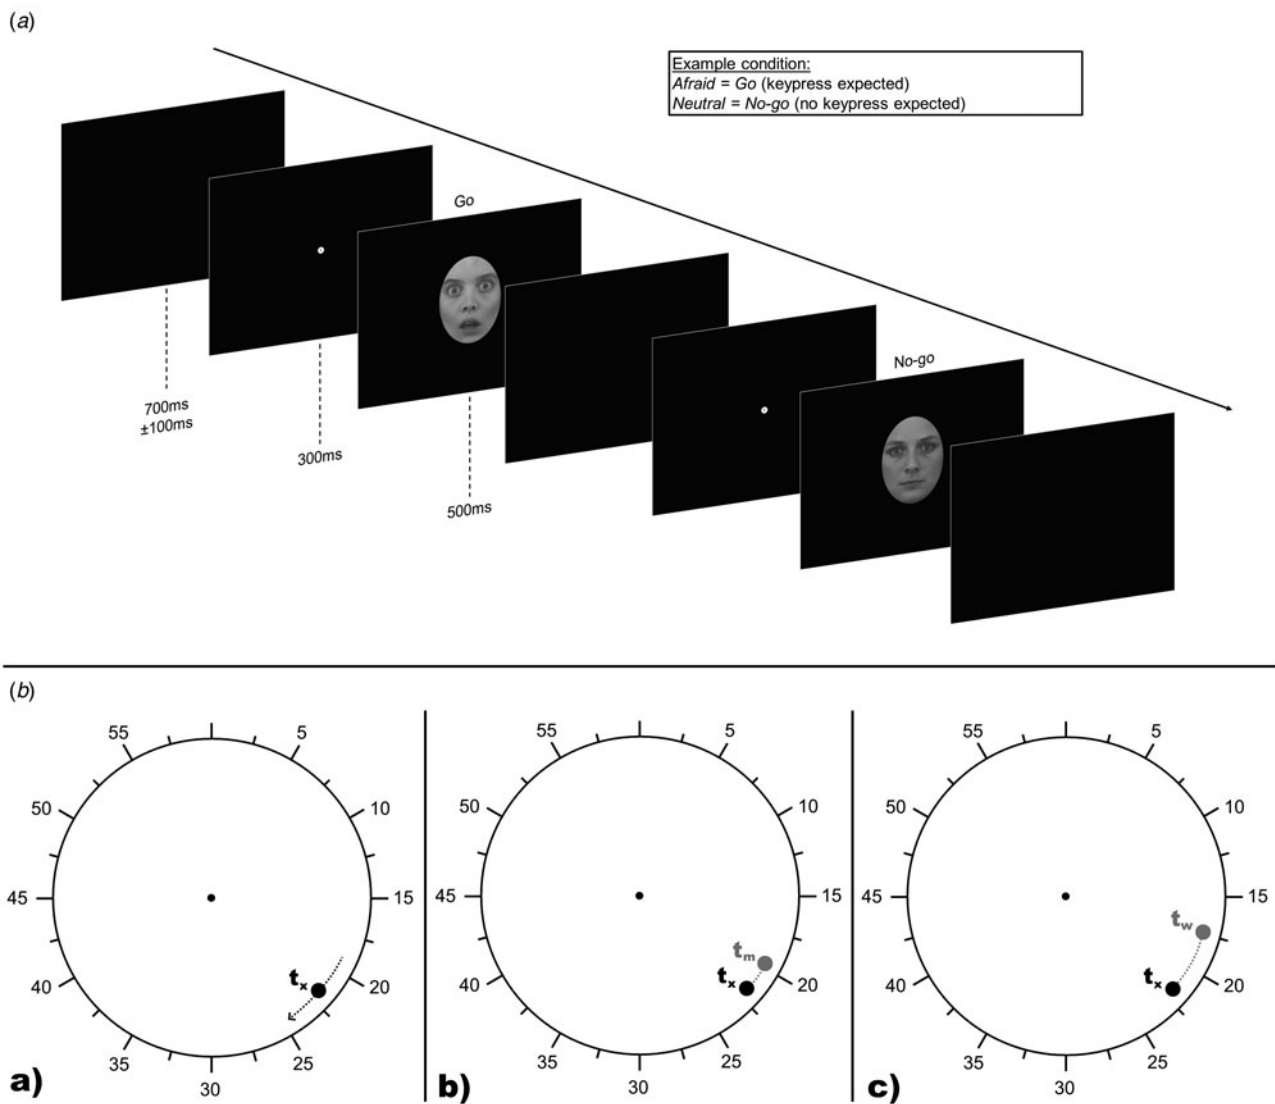 (a)
Example condition:
Afraid = Go (keypress expected)
Neutral = No-go (no keypress expected)
Go
No-go
700ms
±100ms
300ms
500ms
(b)
55
5
50
10
45
15
tx
40
20
35
25
30
a)
55
5
50
10
45
15
tm
tx
40
20
35
25
30
b)
55
5
50
10
45
15
tw
tx
40
20
35
25
30
c)